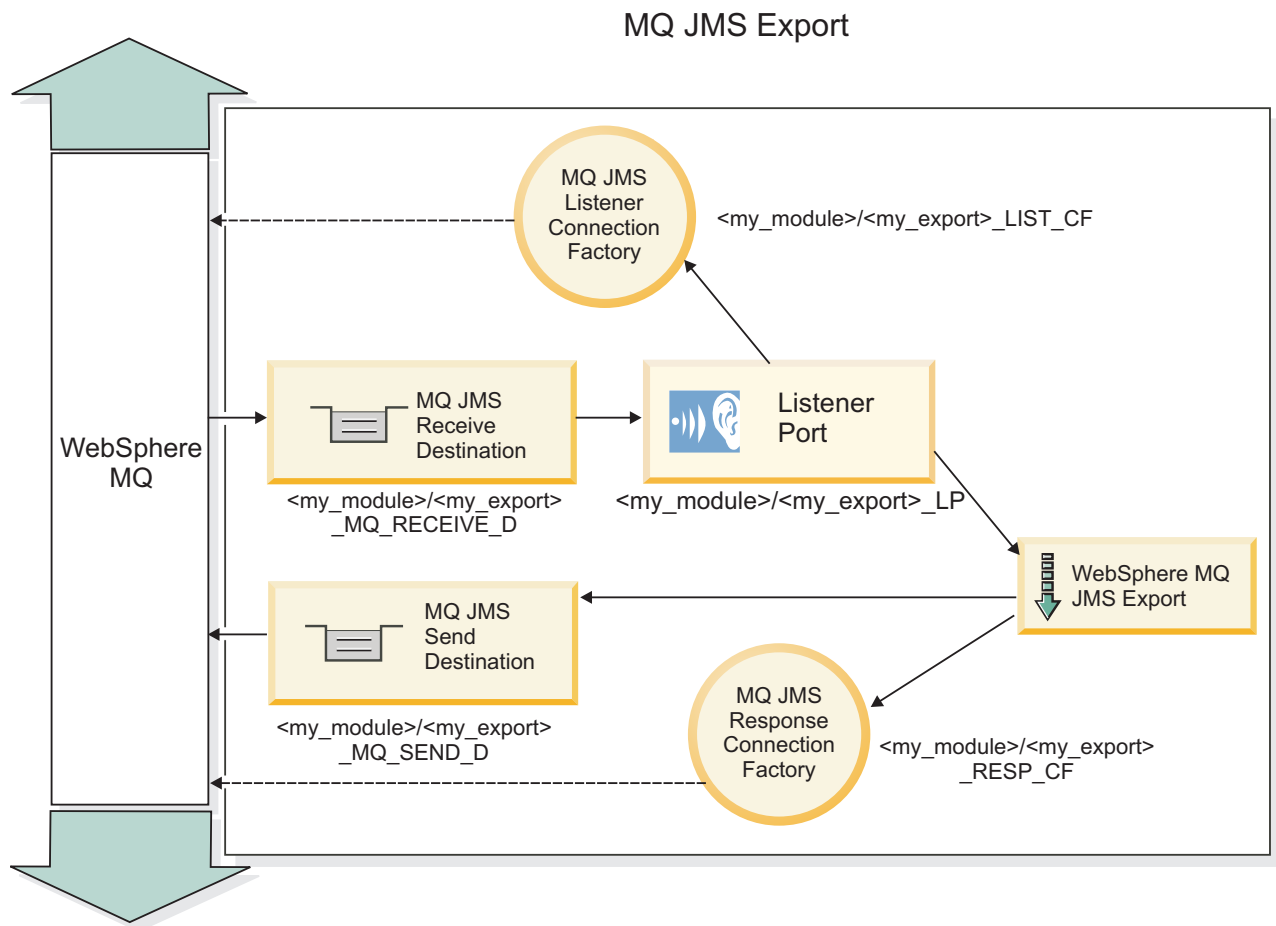 MQ JMS Export
MQ JMS
Listener
Connection
Factory
<my_module>/<my_export>_LIST_CF
WebSphere
MQ
MQ JMS
Receive
Destination
<my_module>/<my_export>
_MQ_RECEIVE_D
Listener
Port
<my_module>/<my_export>_LP
WebSphere MQ
JMS Export
MQ JMS
Send
Destination
<my_module>/<my_export>
_MQ_SEND_D
MQ JMS
Response
Connection
Factory
<my_module>/<my_export>
_RESP_CF